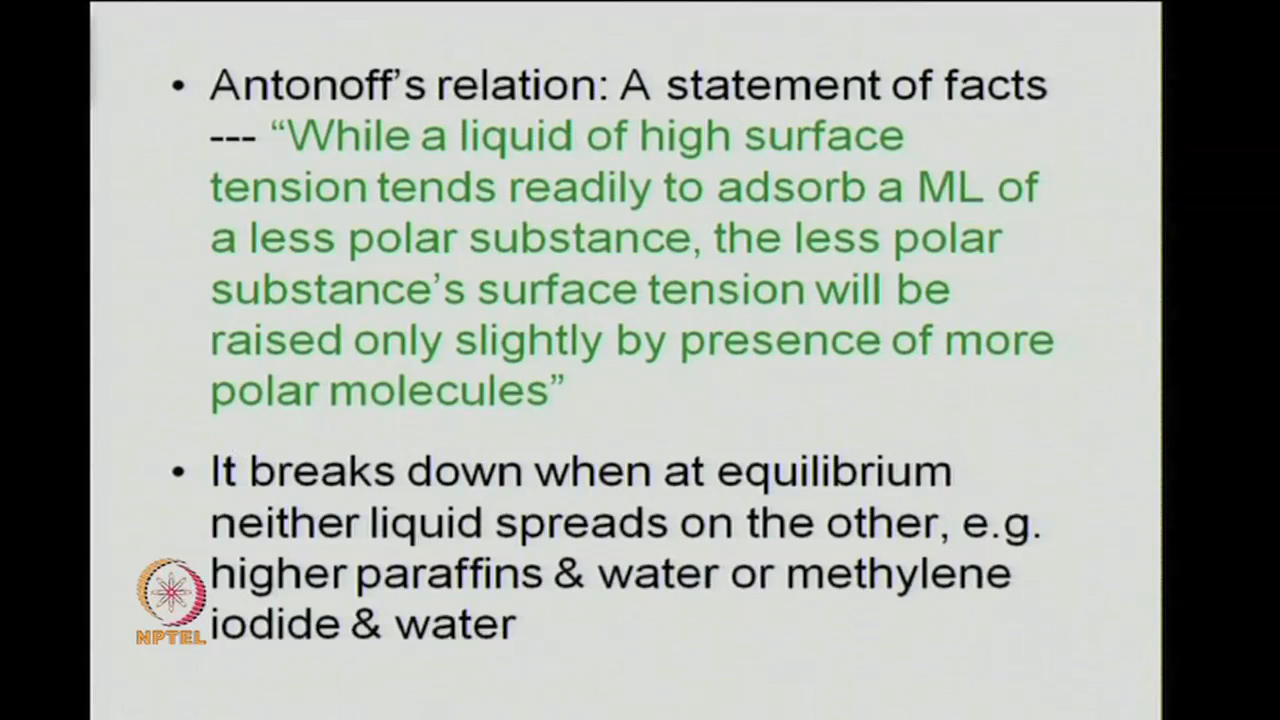 • Antonoff’s relation: A statement of facts
--- “While a liquid of high surface
tension tends readily to adsorb a ML of
a less polar substance, the less polar
substance’s surface tension will be
raised only slightly by presence of more
polar molecules”
• It breaks down when at equilibrium
neither liquid spreads on the other, e.g.
higher paraffins & water or methylene
iodide & water
NPTEL